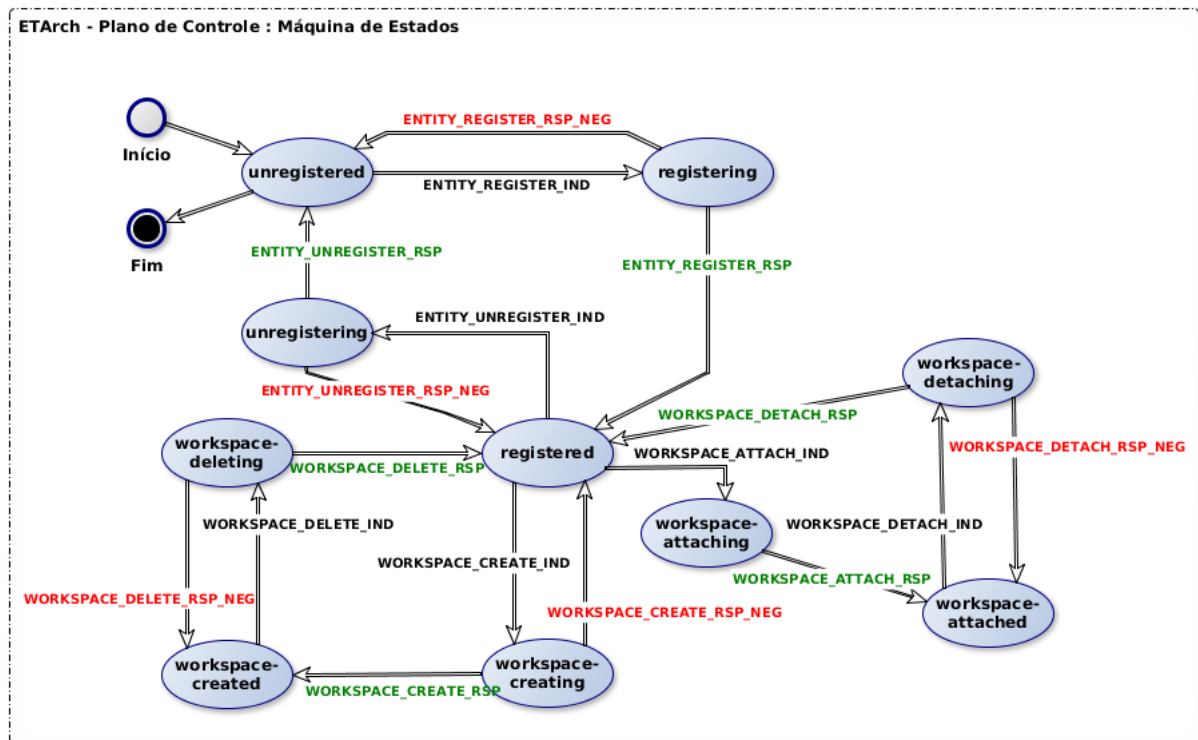 ETArch - Plano de Controle : Máquina de Estados
ENTITY_REGISTER_RSP_NEG
Início
unregistered
registering
ENTITY_REGISTER_IND
ENTITY_UNREGISTER_RSP
Fim
ENTITY_REGISTER_RSP
ENTITY_UNREGISTER_IND
unregistering
workspace-
detaching
ENTITY_UNREGISTER_RSP_NEG
WORKSPACE_DETACH_RSP
workspace-
deleting
registered
WORKSPACE_ATTACH_IND
WORKSPACE_DETACH_RSP_NEG
WORKSPACE_DELETE_RSP
WORKSPACE_DELETE_IND
workspace-
attaching
WORKSPACE_DETACH_IND
WORKSPACE_CREATE_IND
WORKSPACE_ATTACH_RSP
WORKSPACE_DELETE_RSP_NEG
WORKSPACE_CREATE_RSP_NEG
workspace-
attached
workspace-
created
workspace-
creating
WORKSPACE_CREATE_RSP